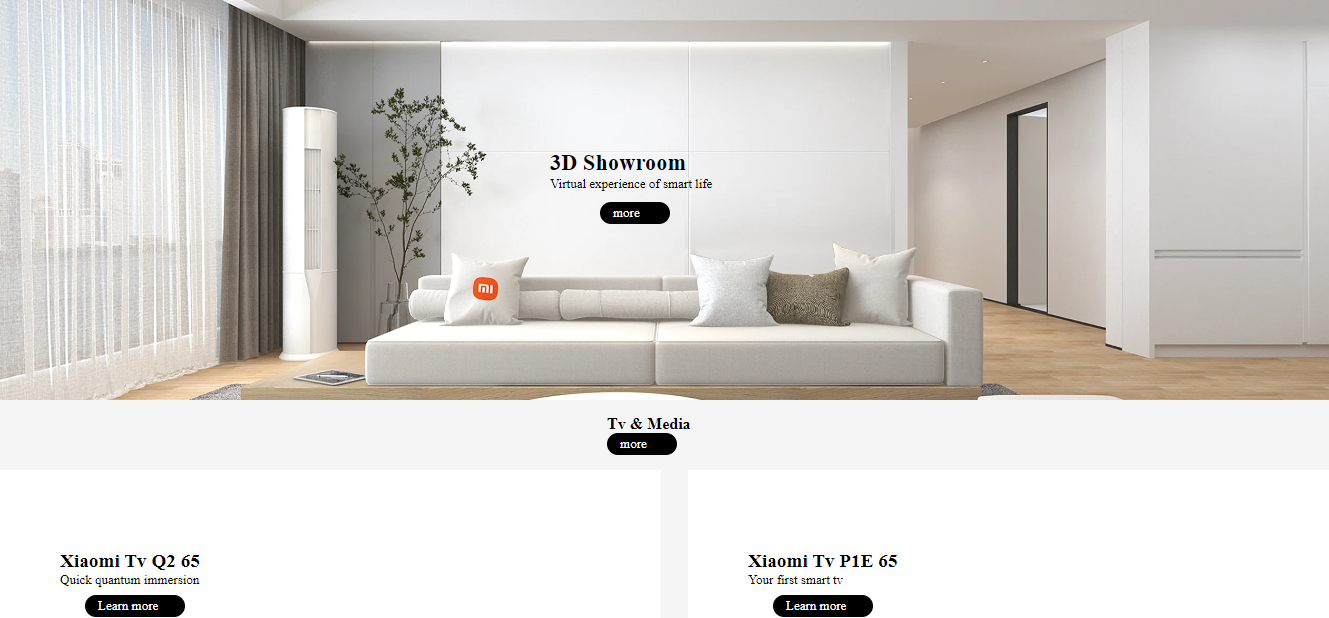 3D Showroom
Virtual experience of smart life
more
mi
Tv & Media
more
Xiaomi Tv Q2 65
Quick quantum immersion
Learn more
Xiaomi Tv P1E 65
Your first smart tv
Learn more